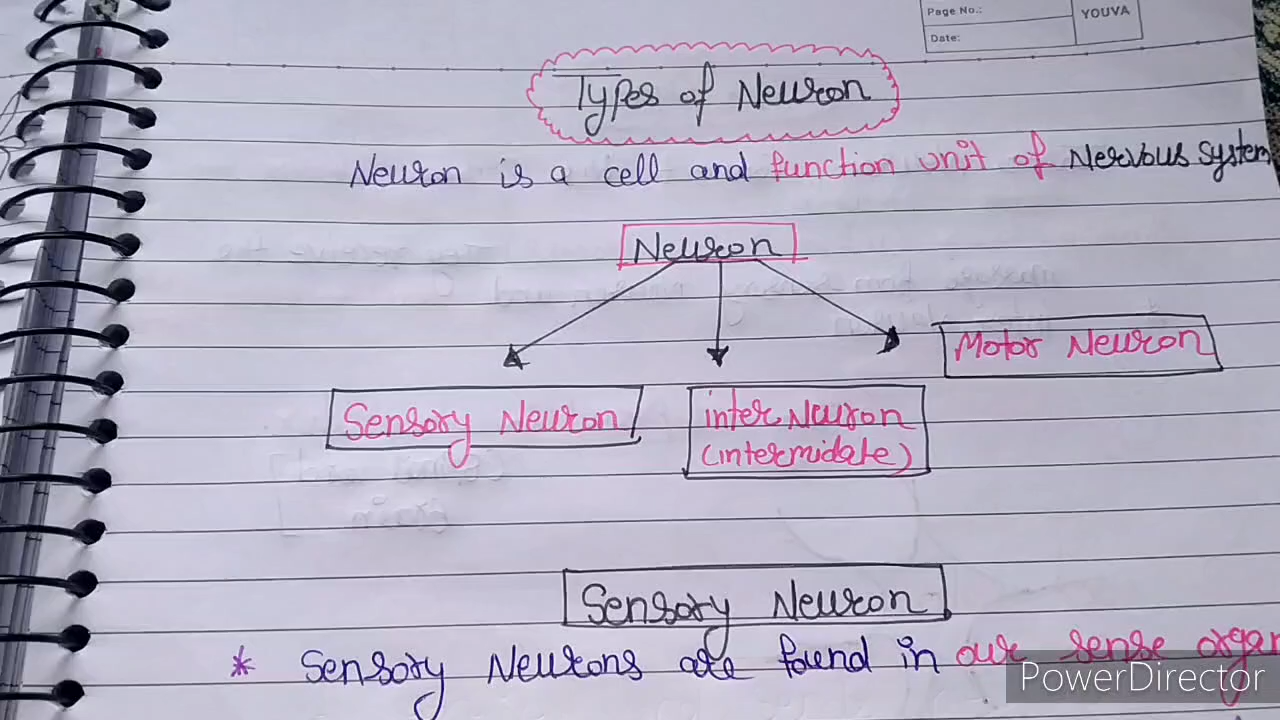 Page No.:
YOUVA
Date:
Types of Neuron
Neuron is a cell and function unit of Nervous System
Neuron
Motor Neuron
Sensory Neuron
inter Neuron
(intermidate)
Sensory Neuron
* Sensory Neurons are found in our sense organ
PowerDirector